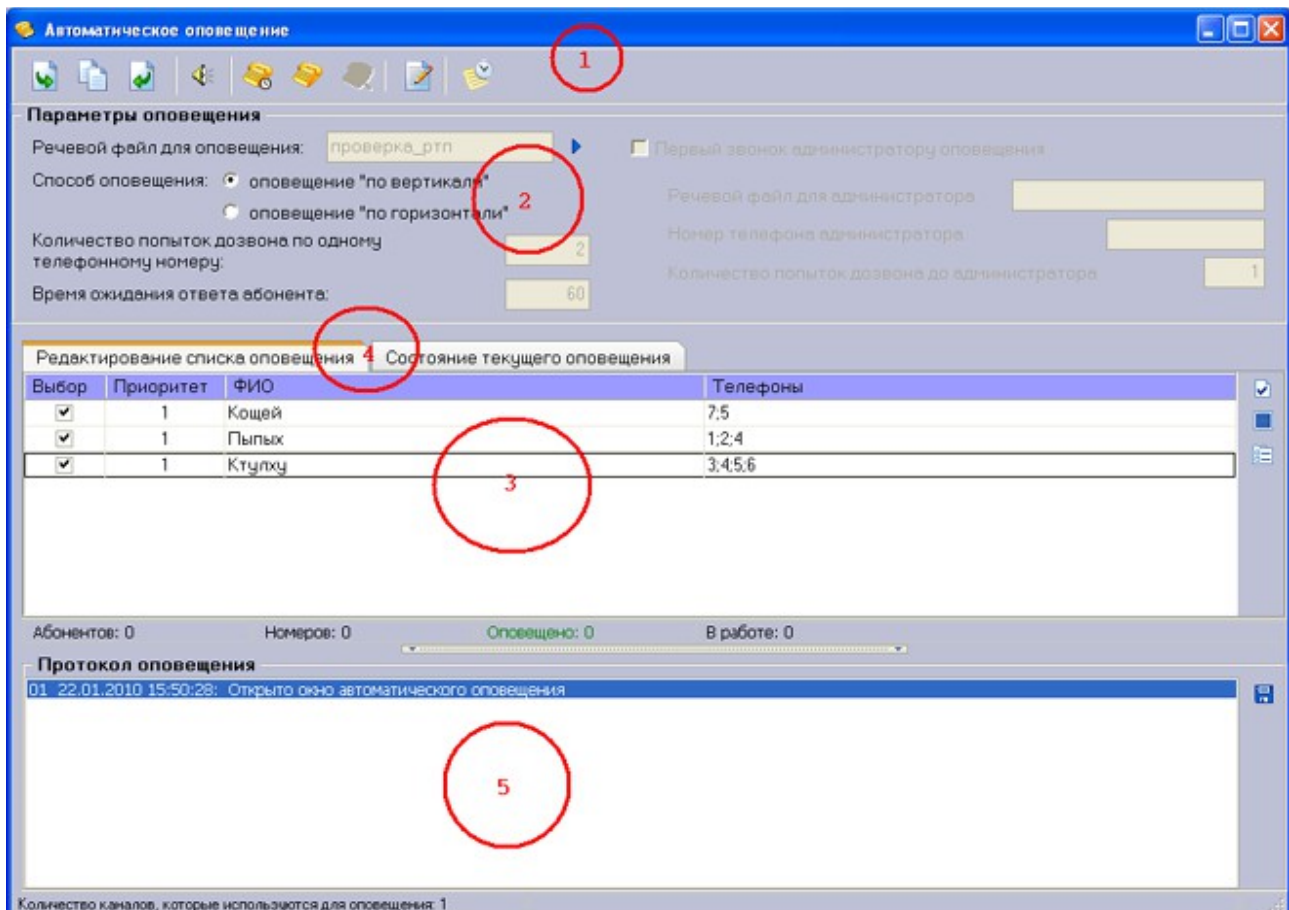 Автоматическое оповещение
1
Параметры оповещения
Речевой файл для оповещения: проверка_ртп
Первый звонок администратору оповещения
Способ оповещения: оповещение "по вертикали"
2
оповещение "по горизонтали"
Речевой файл для администратора
Количество попыток дозвона по одному
телефонному номеру: 2
Номер телефона администратора
Количество попыток дозвона до администратора 1
Время ожидания ответа абонента: 60
Редактирование списка оповещения 4 Состояние текущего оповещения
Выбор Приоритет ФИО Телефоны
1 Кощей 7;5
1 Пыпых 1;2;4
1 Ктулху 3;4;5;6
3
Абонентов: 0 Номеров: 0 Оповещено: 0 В работе: 0
Протокол оповещения
01 22.01.2010 15:50:28: Открыто окно автоматического оповещения
5
Количество каналов, которые используются для оповещения: 1